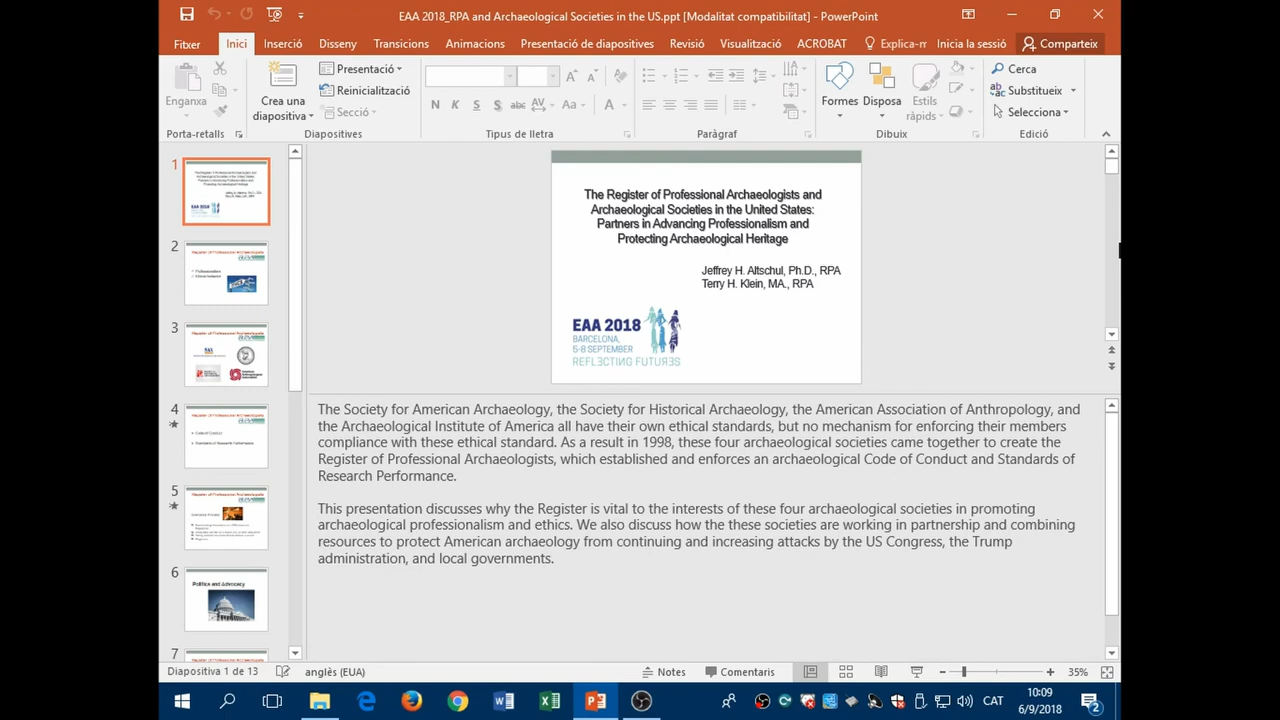 EAA 2018_RPA and Archaeological Societies in the US.ppt [Modalitat compatibilitat] - PowerPoint
Fitxer Inici Inserció Disseny Transicions Animacions Presentació de diapositives Revisió Visualització ACROBAT Explica-m Inicia la sessió Comparteix
Enganxa
Crea una
diapositiva
Presentació
Reinicialització
Secció
N K S S abc AV Aa A
Formes
Disposa
Estils
ràpids
Cerca
Substitueix
Selecciona
Porta-retalls Diapositives Tipus de lletra Paràgraf Dibuix Edició
1
2
3
4
5
6
Politics and Advocacy
7
The Register of Professional Archaeologists and
Archaeological Societies in the United States:
Partners in Advancing Professionalism and
Protecting Archaeological Heritage
Jeffrey H. Altschul, Ph.D., RPA
Terry H. Klein, MA., RPA
EAA 2018
BARCELONA,
5-8 SEPTEMBER
REFLECTING FUTURES
The Society for American Archaeology, the Society for Historical Archaeology, the American Association of Anthropology, and
the Archaeological Institute of America all have their own ethical standards, but no mechanism for enforcing their members
compliance with these ethical standard. As a result in 1998, these four archaeological societies came together to create the
Register of Professional Archaeologists, which established and enforces an archaeological Code of Conduct and Standards of
Research Performance.
This presentation discusses why the Register is vital to the interests of these four archaeological societies in promoting
archaeological professionalism and ethics. We also discuss how the these societies are working in partnership and combining
resources to protect American archaeology from continuing and increasing attacks by the US Congress, the Trump
administration, and local governments.
Diapositiva 1 de 13 anglès (EUA) Notes Comentaris 35%
CAT
10:09
6/9/2018
2